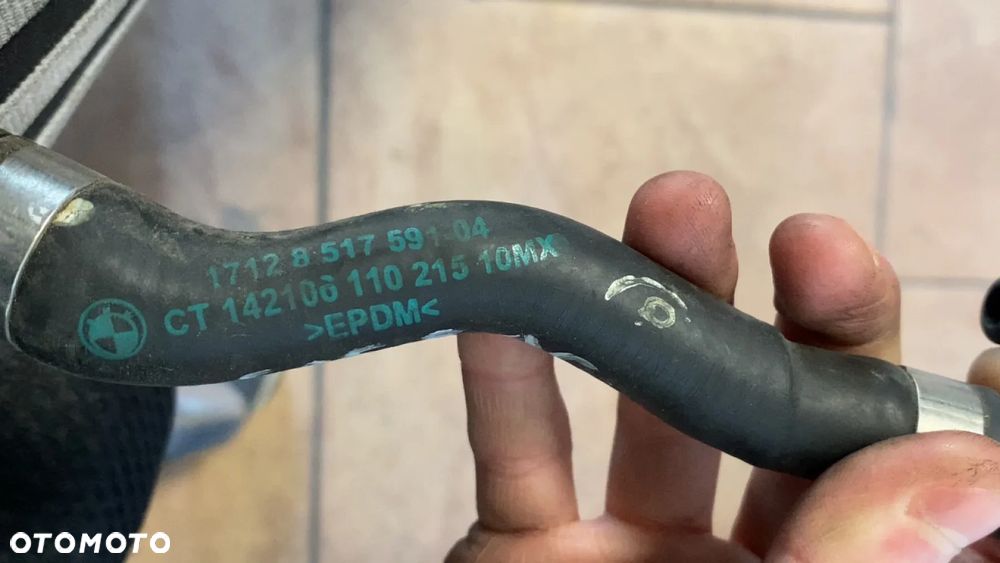 1712 8 517 591 04
CT 142106 110 215 10MX
>EPDM<
OTOMOTO